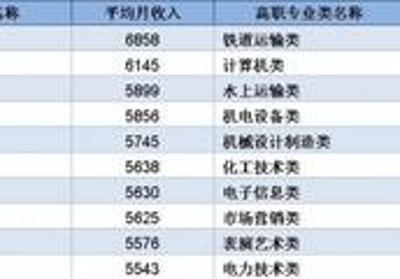 名称 平均月收入 高职专业类名称
6858 铁道运输类
6145 计算机类
5899 水上运输类
5856 机电设备类
5745 机械设计制造类
5638 化工技术类
5630 电子信息类
5625 市场营销类
5576 表演艺术类
5543 电力技术类